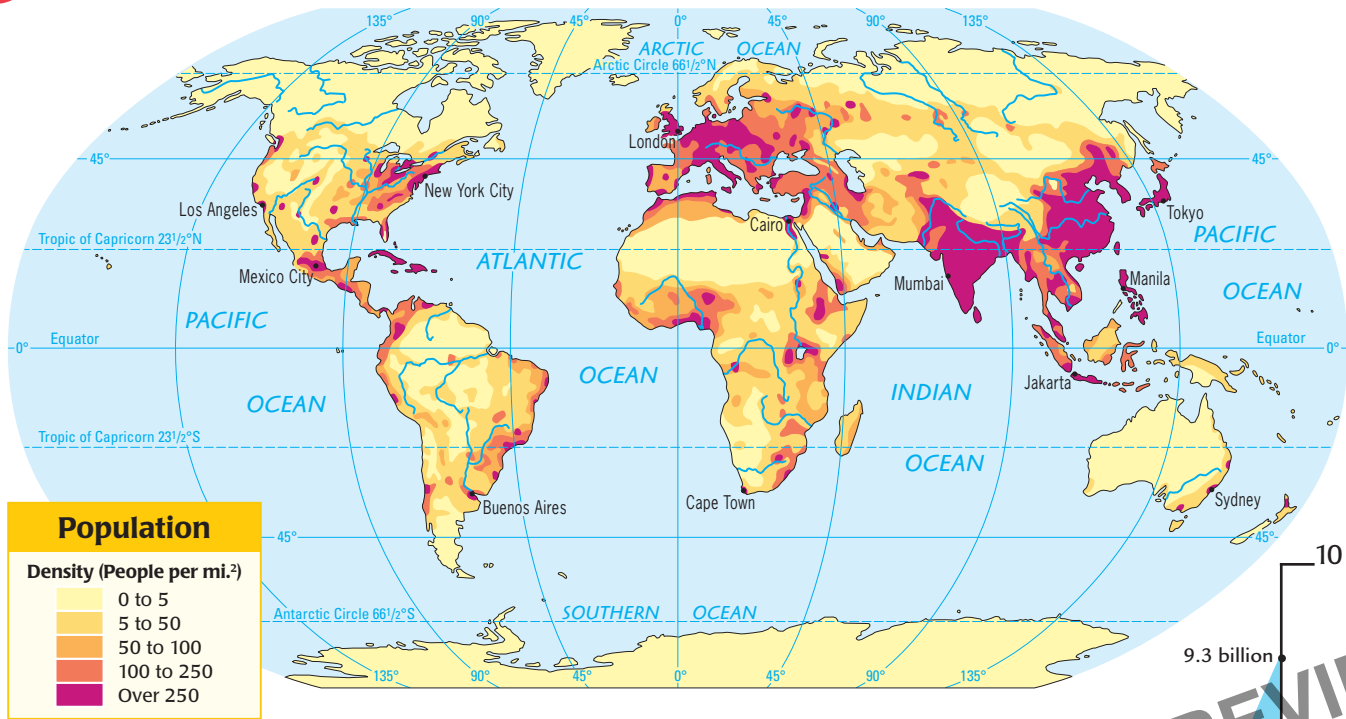 135°
90°
45°
0°
45°
90°
135°
ARCTIC OCEAN
Arctic Circle 66¹/₂°N
London
45°
45°
New York City
Los Angeles
Tokyo
Cairo
Tropic of Capricorn 23¹/₂°N
PACIFIC
ATLANTIC
Mexico City
Mumbai
Manila
OCEAN
PACIFIC
Equator
Equator
0°
0°
OCEAN
Jakarta
INDIAN
OCEAN
Tropic of Capricorn 23¹/₂°S
OCEAN
Cape Town
Sydney
Buenos Aires
45°
45°
Antarctic Circle 66¹/₂°S
SOUTHERN OCEAN
135°
90°
45°
0°
45°
90°
135°
Population
Density (People per mi.²)
0 to 5
5 to 50
50 to 100
100 to 250
Over 250
10
9.3 billion